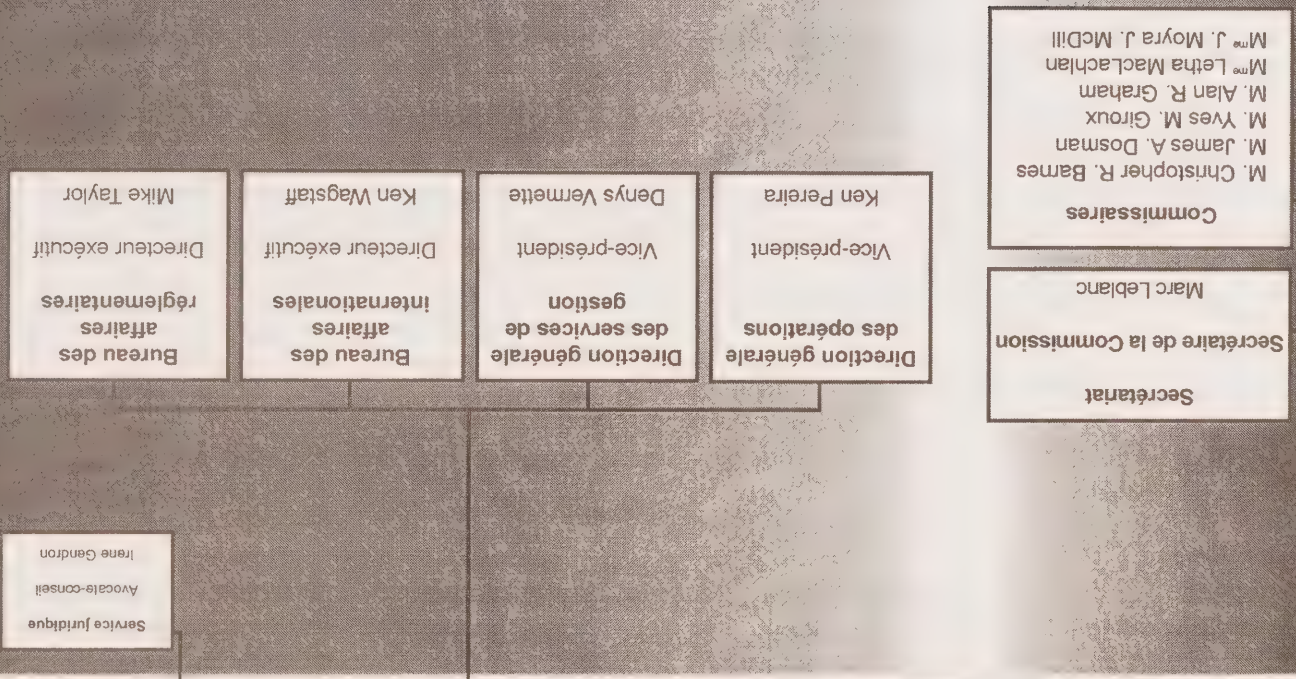 Service juridique
Avocate-conseil
Irene Gendron
Secrétariat
Secrétaire de la Commission
Marc Leblanc
Commissaires
M. Christopher R. Barnes
M. James A. Dosman
M. Yves M. Giroux
M. Alan R. Graham
Mme Letha MacLachlan
Mme J. Moyra J. McDill
Direction générale
des opérations
Vice-président
Ken Pereira
Direction générale
des services de
gestion
Vice-président
Denys Vermette
Bureau des
affaires
internationales
Directeur exécutif
Ken Wagstaff
Bureau des
affaires
réglementaires
Directeur exécutif
Mike Taylor